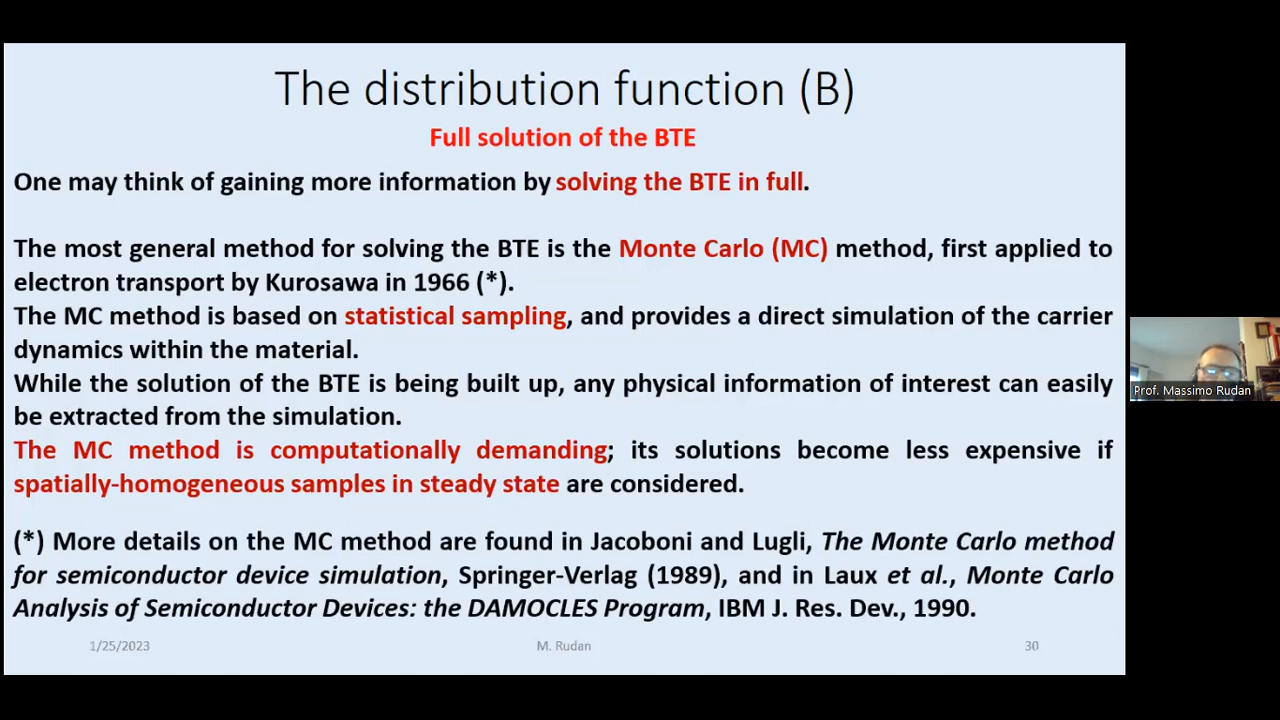 The distribution function (B)
Full solution of the BTE
One may think of gaining more information by solving the BTE in full.
The most general method for solving the BTE is the Monte Carlo (MC) method, first applied to
electron transport by Kurosawa in 1966 (*).
The MC method is based on statistical sampling, and provides a direct simulation of the carrier
dynamics within the material.
While the solution of the BTE is being built up, any physical information of interest can easily
be extracted from the simulation.
The MC method is computationally demanding; its solutions become less expensive if
spatially-homogeneous samples in steady state are considered.
(*) More details on the MC method are found in Jacoboni and Lugli, The Monte Carlo method
for semiconductor device simulation, Springer-Verlag (1989), and in Laux et al., Monte Carlo
Analysis of Semiconductor Devices: the DAMOCLES Program, IBM J. Res. Dev., 1990.
1/25/2023
M. Rudan
30
Prof. Massimo Rudan